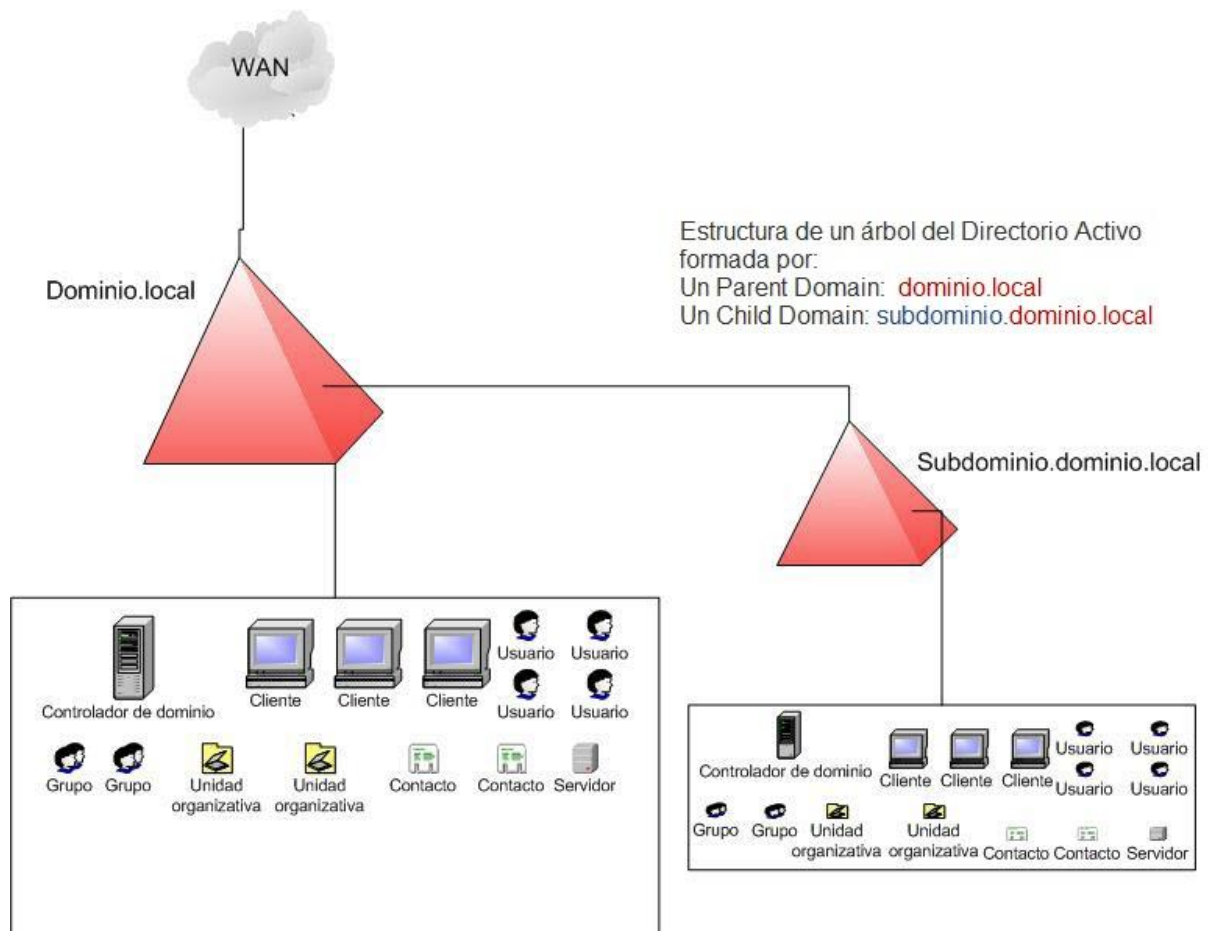 WAN
Dominio.local
Estructura de un árbol del Directorio Activo
formada por:
Un Parent Domain: dominio.local
Un Child Domain: subdominio.dominio.local
Subdominio.dominio.local
Controlador de dominio
Cliente
Cliente
Cliente
Usuario
Usuario
Usuario
Usuario
Grupo
Grupo
Unidad
organizativa
Unidad
organizativa
Contacto
Contacto
Servidor
Controlador de dominio
Cliente
Cliente
Cliente
Usuario
Usuario
Usuario
Usuario
Grupo
Grupo
Unidad
organizativa
Unidad
organizativa
Contacto
Contacto
Servidor